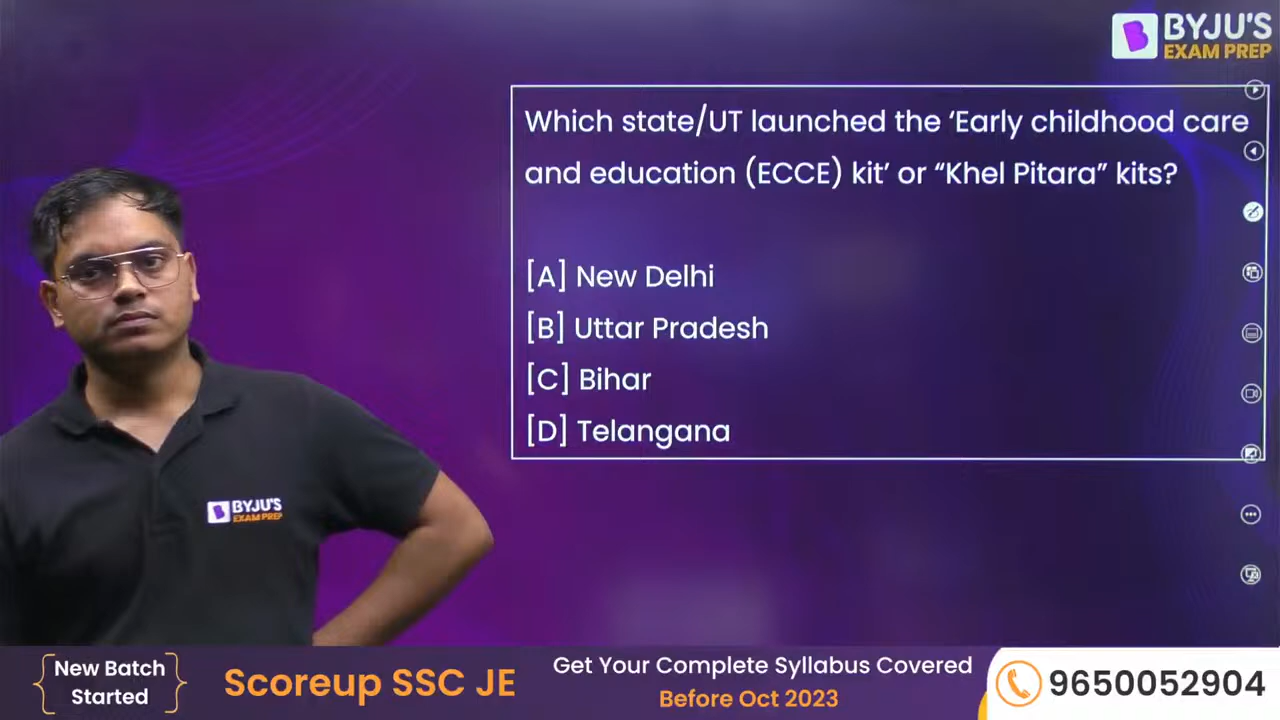 BYJU'S
EXAM PREP
Which state/UT launched the ‘Early childhood care
and education (ECCE) kit’ or “Khel Pitara” kits?
[A] New Delhi
[B] Uttar Pradesh
[C] Bihar
[D] Telangana
BYJU'S
EXAM PREP
New Batch
Started
Scoreup SSC JE
Get Your Complete Syllabus Covered
Before Oct 2023
9650052904